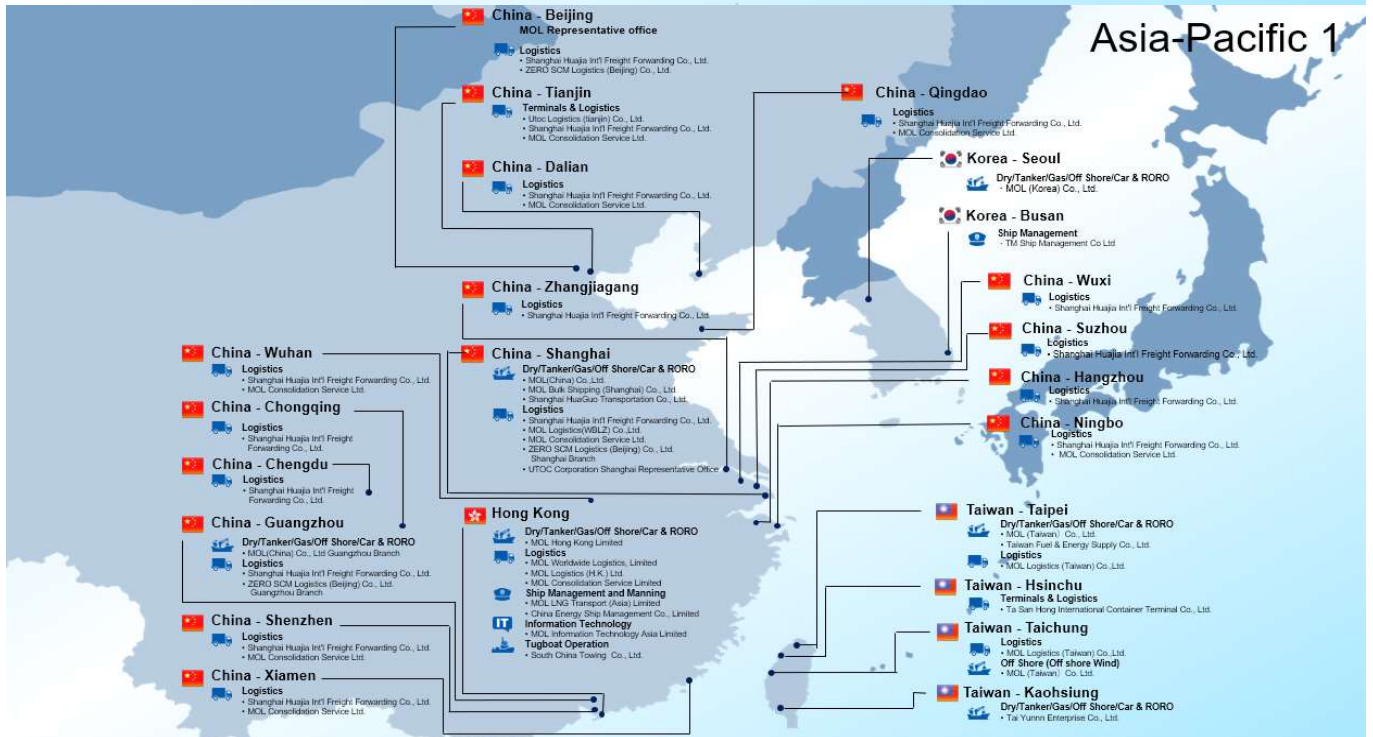 Asia-Pacific 1
China - Beijing
MOL Representative office
Logistics
• Shanghai Huajia Int'l Freight Forwarding Co., Ltd.
• ZERO SCM Logistics (Beijing) Co., Ltd.
China - Tianjin
Terminals & Logistics
• Utoc Logistics (tianjin) Co., Ltd.
• Shanghai Huajia Int'l Freight Forwarding Co., Ltd.
• MOL Consolidation Service Ltd.
China - Dalian
Logistics
• Shanghai Huajia Int'l Freight Forwarding Co., Ltd.
• MOL Consolidation Service Ltd.
China - Zhangjiagang
Logistics
• Shanghai Huajia Int'l Freight Forwarding Co., Ltd.
China - Shanghai
Dry/Tanker/Gas/Off Shore/Car & RORO
• MOL(China) Co.,Ltd.
• MOL Bulk Shipping (Shanghai) Co., Ltd.
• Shanghai HuaGuo Transportation Co., Ltd.
Logistics
• Shanghai Huajia Int'l Freight Forwarding Co., Ltd.
• MOL Logistics(WBLZ) Co.,Ltd.
• MOL Consolidation Service Ltd.
• ZERO SCM Logistics (Beijing) Co., Ltd.
Shanghai Branch
• UTOC Corporation Shanghai Representative Office
China - Wuhan
Logistics
• Shanghai Huajia Int'l Freight Forwarding Co., Ltd.
• MOL Consolidation Service Ltd.
China - Chongqing
Logistics
• Shanghai Huajia Int'l Freight
Forwarding Co., Ltd.
China - Chengdu
Logistics
• Shanghai Huajia Int'l Freight
Forwarding Co., Ltd.
China - Guangzhou
Dry/Tanker/Gas/Off Shore/Car & RORO
• MOL(China) Co., Ltd Guangzhou Branch
Logistics
• Shanghai Huajia Int'l Freight Forwarding Co., Ltd.
• ZERO SCM Logistics (Beijing) Co., Ltd.
Guangzhou Branch
China - Shenzhen
Logistics
• Shanghai Huajia Int'l Freight Forwarding Co., Ltd.
• MOL Consolidation Service Ltd.
China - Xiamen
Logistics
• Shanghai Huajia Int'l Freight Forwarding Co., Ltd.
• MOL Consolidation Service Ltd.
Hong Kong
Dry/Tanker/Gas/Off Shore/Car & RORO
• MOL Hong Kong Limited
Logistics
• MOL Worldwide Logistics, Limited
• MOL Logistics (H.K.) Ltd.
• MOL Consolidation Service Limited
Ship Management and Manning
• MOL LNG Transport (Asia) Limited
• China Energy Ship Management Co., Limited
IT
Information Technology
• MOL Information Technology Asia Limited
Tugboat Operation
• South China Towing Co., Ltd.
China - Qingdao
Logistics
• Shanghai Huajia Int'l Freight Forwarding Co., Ltd.
• MOL Consolidation Service Ltd.
Korea - Seoul
Dry/Tanker/Gas/Off Shore/Car & RORO
· MOL (Korea) Co., Ltd.
Korea - Busan
Ship Management
· TM Ship Management Co Ltd
China - Wuxi
Logistics
• Shanghai Huajia Int'l Freight Forwarding Co., Ltd.
China - Suzhou
Logistics
• Shanghai Huajia Int'l Freight Forwarding Co., Ltd.
China - Hangzhou
Logistics
• Shanghai Huajia Int'l Freight Forwarding Co., Ltd.
China - Ningbo
Logistics
• Shanghai Huajia Int'l Freight Forwarding Co., Ltd.
• MOL Consolidation Service Ltd.
Taiwan - Taipei
Dry/Tanker/Gas/Off Shore/Car & RORO
• MOL (Taiwan) Co., Ltd.
• Taiwan Fuel & Energy Supply Co., Ltd.
Logistics
• MOL Logistics (Taiwan) Co.,Ltd.
Taiwan - Hsinchu
Terminals & Logistics
• Ta San Hong International Container Terminal Co., Ltd.
Taiwan - Taichung
Logistics
• MOL Logistics (Taiwan) Co.,Ltd.
Off Shore (Off shore Wind)
• MOL (Taiwan) Co. Ltd.
Taiwan - Kaohsiung
Dry/Tanker/Gas/Off Shore/Car & RORO
• Tai Yunnn Enterprise Co., Ltd.